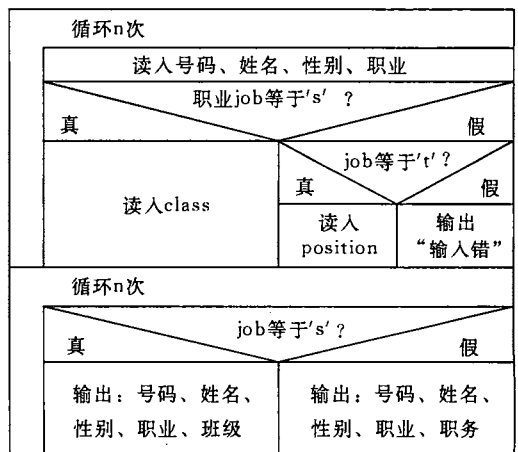 循环n次
读入号码、姓名、性别、职业
职业job等于's' ?
真
假
job等于't'?
真
假
读入class
读入
position
输出
“输入错”
循环n次
job等于's' ?
真
假
输出：号码、姓名、
性别、职业、班级
输出：号码、姓名、
性别、职业、职务